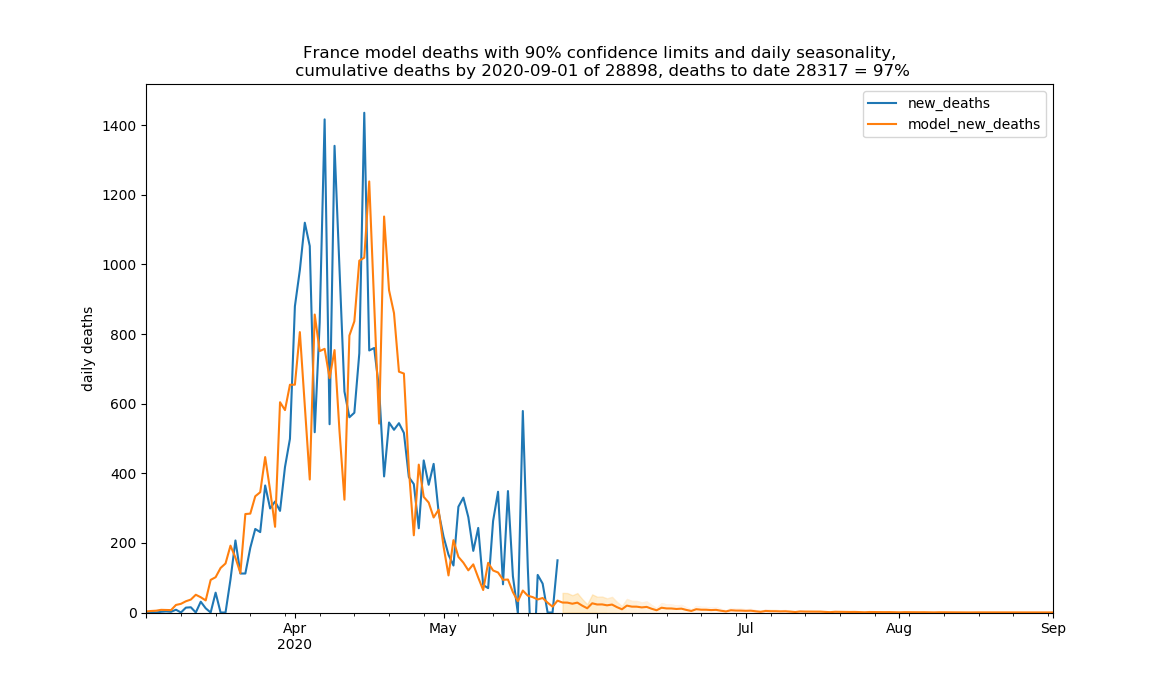 France model deaths with 90% confidence limits and daily seasonality,
cumulative deaths by 2020-09-01 of 28898, deaths to date 28317 = 97%
new_deaths
model_new_deaths
daily deaths
1400
1200
1000
800
600
400
200
0
Apr
2020
May
Jun
Jul
Aug
Sep